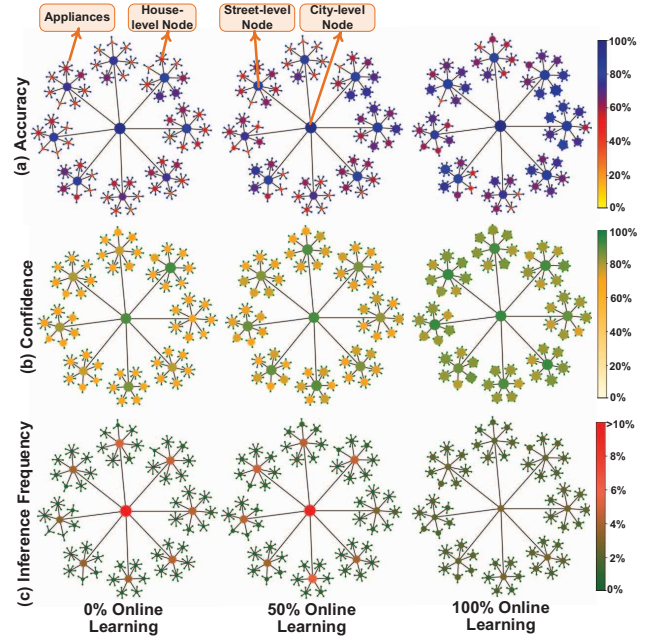 Appliances
House-
level Node
Street-level
Node
City-level
Node
(a) Accuracy
100%
80%
60%
40%
20%
0%
(b) Confidence
100%
80%
60%
40%
20%
0%
(c) Inference Frequency
>10%
8%
6%
4%
2%
0%
0% Online
Learning
50% Online
Learning
100% Online
Learning